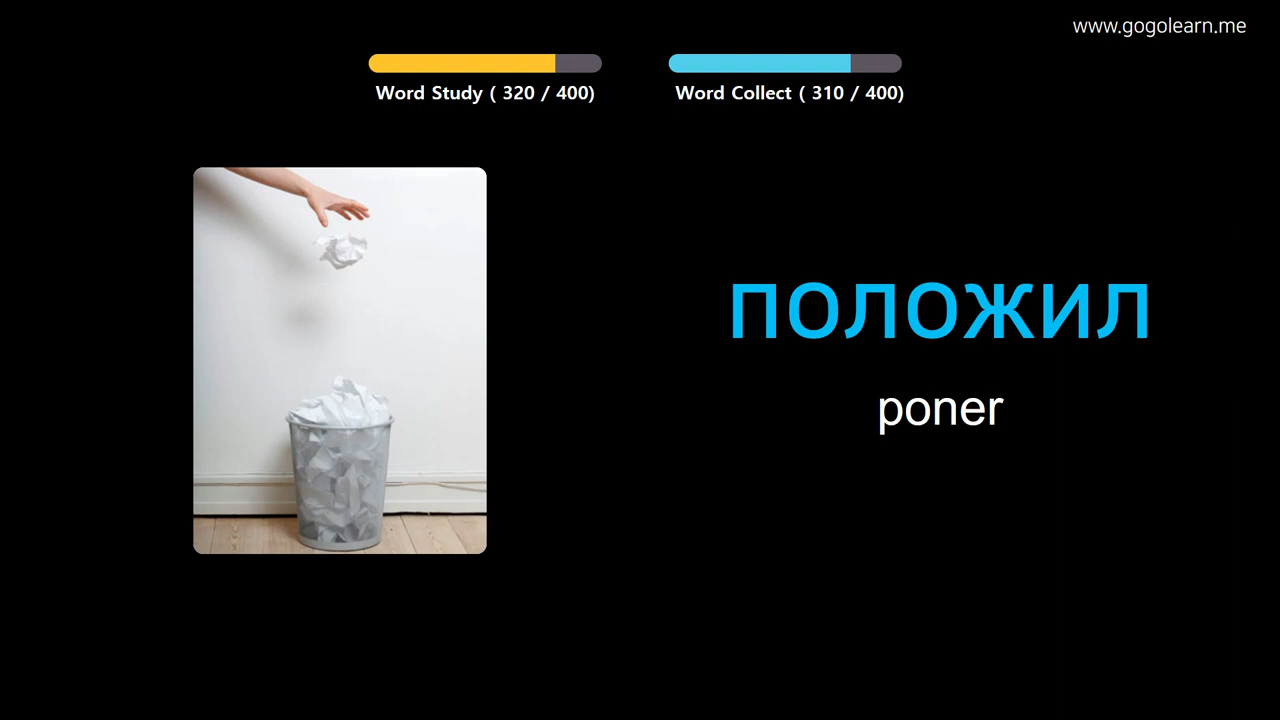 www.gogolearn.me
Word Study ( 320 / 400)
Word Collect ( 310 / 400)
положил
poner